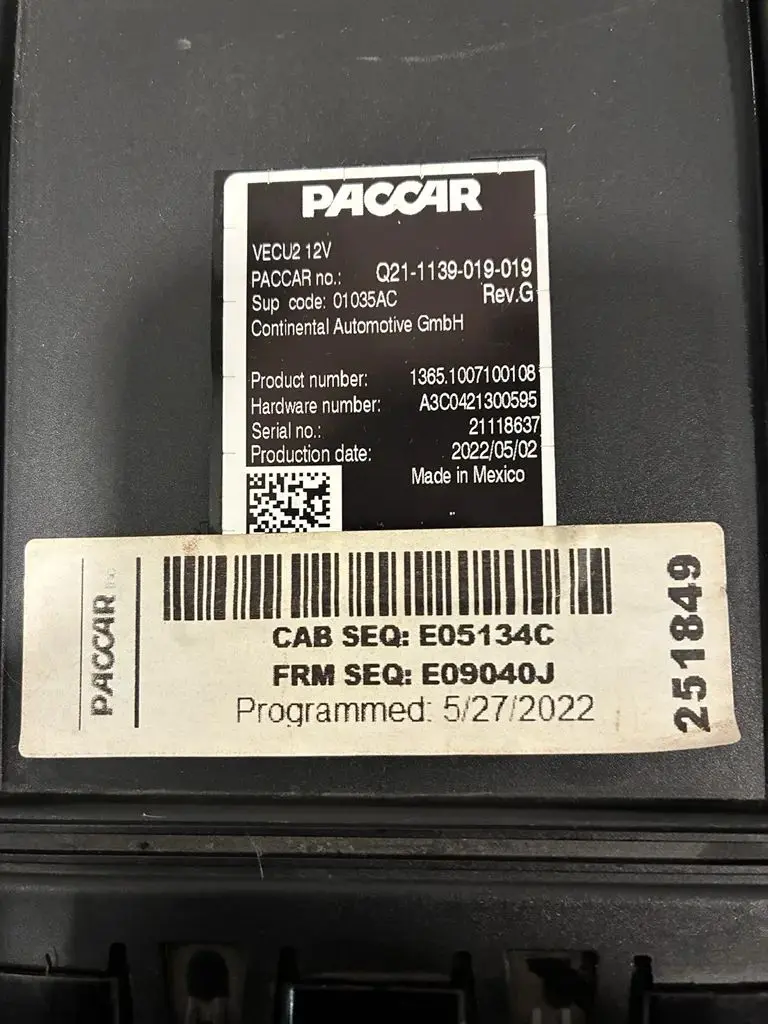 PACCAR
VECU2 12V
PACCAR no.: Q21-1139-019-019
Sup code: 01035AC Rev.G
Continental Automotive GmbH
Product number: 1365.1007100108
Hardware number: A3C0421300595
Serial no.: 21118637
Production date: 2022/05/02
Made in Mexico
PACCAR Inc
CAB SEQ: E05134C
FRM SEQ: E09040J
Programmed: 5/27/2022
251849